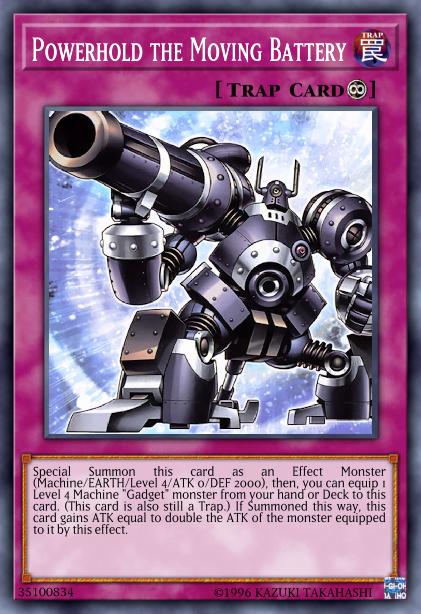 Powerhold the Moving Battery
TRAP
罠
[Trap Card]
Special Summon this card as an Effect Monster
(Machine/EARTH/Level 4/ATK 0/DEF 2000), then, you can equip 1
Level 4 Machine "Gadget" monster from your hand or Deck to this
card. (This card is also still a Trap.) If Summoned this way, this
card gains ATK equal to double the ATK of the monster equipped
to it by this effect.
35100834
©1996 KAZUKI TAKAHASHI